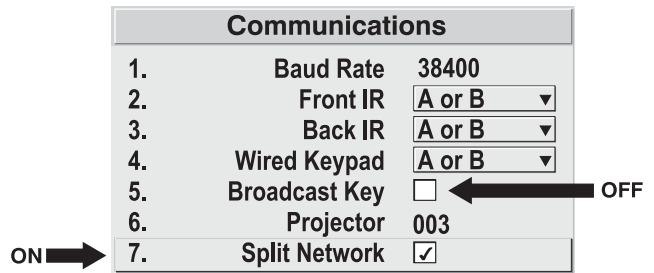 Communications
1. Baud Rate 38400
2. Front IR A or B
3. Back IR A or B
4. Wired Keypad A or B
5. Broadcast Key OFF
6. Projector 003
ON 7. Split Network